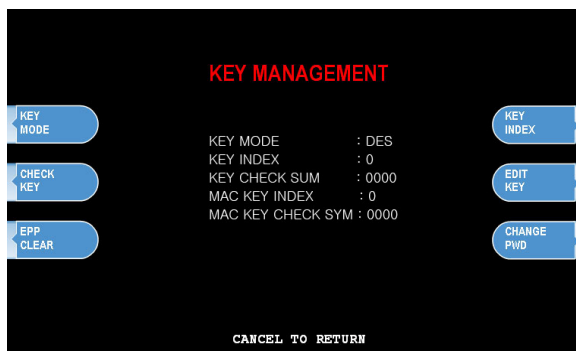 KEY MANAGEMENT
KEY
MODE
KEY
INDEX
KEY MODE : DES
KEY INDEX : 0
KEY CHECK SUM : 0000
MAC KEY INDEX : 0
MAC KEY CHECK SYM : 0000
CHECK
KEY
EDIT
KEY
EPP
CLEAR
CHANGE
PWD
CANCEL TO RETURN